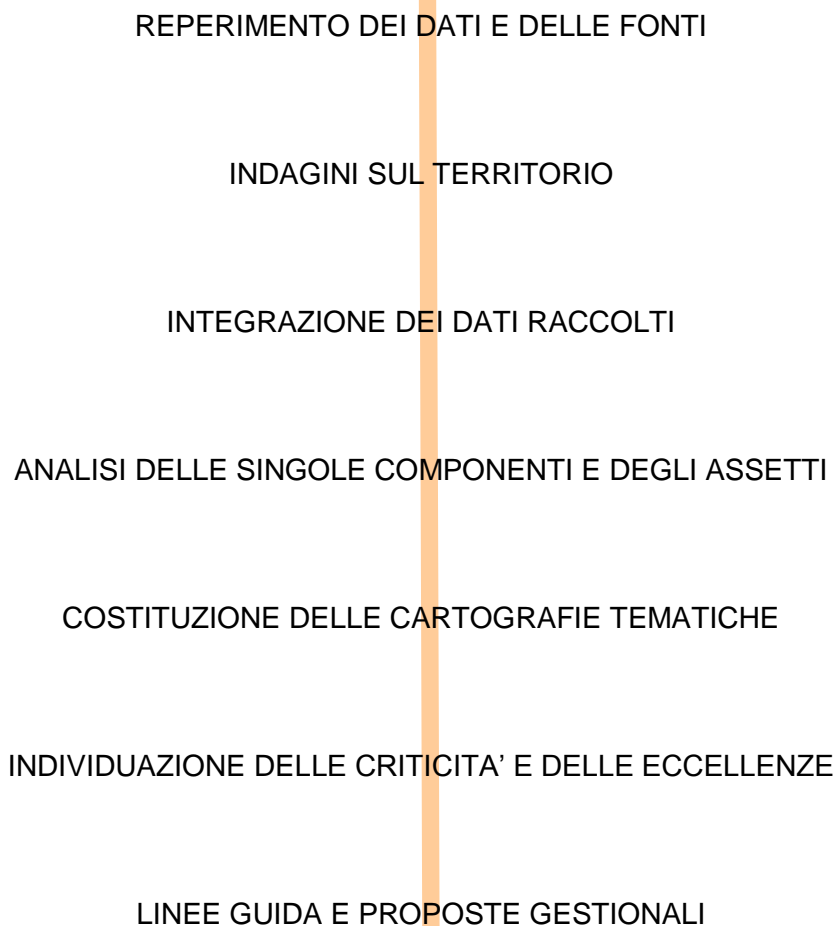 REPERIMENTO DEI DATI E DELLE FONTI
INDAGINI SUL TERRITORIO
INTEGRAZIONE DEI DATI RACCOLTI
ANALISI DELLE SINGOLE COMPONENTI E DEGLI ASSETTI
COSTITUZIONE DELLE CARTOGRAFIE TEMATICHE
INDIVIDUAZIONE DELLE CRITICITA’ E DELLE ECCELLENZE
LINEE GUIDA E PROPOSTE GESTIONALI